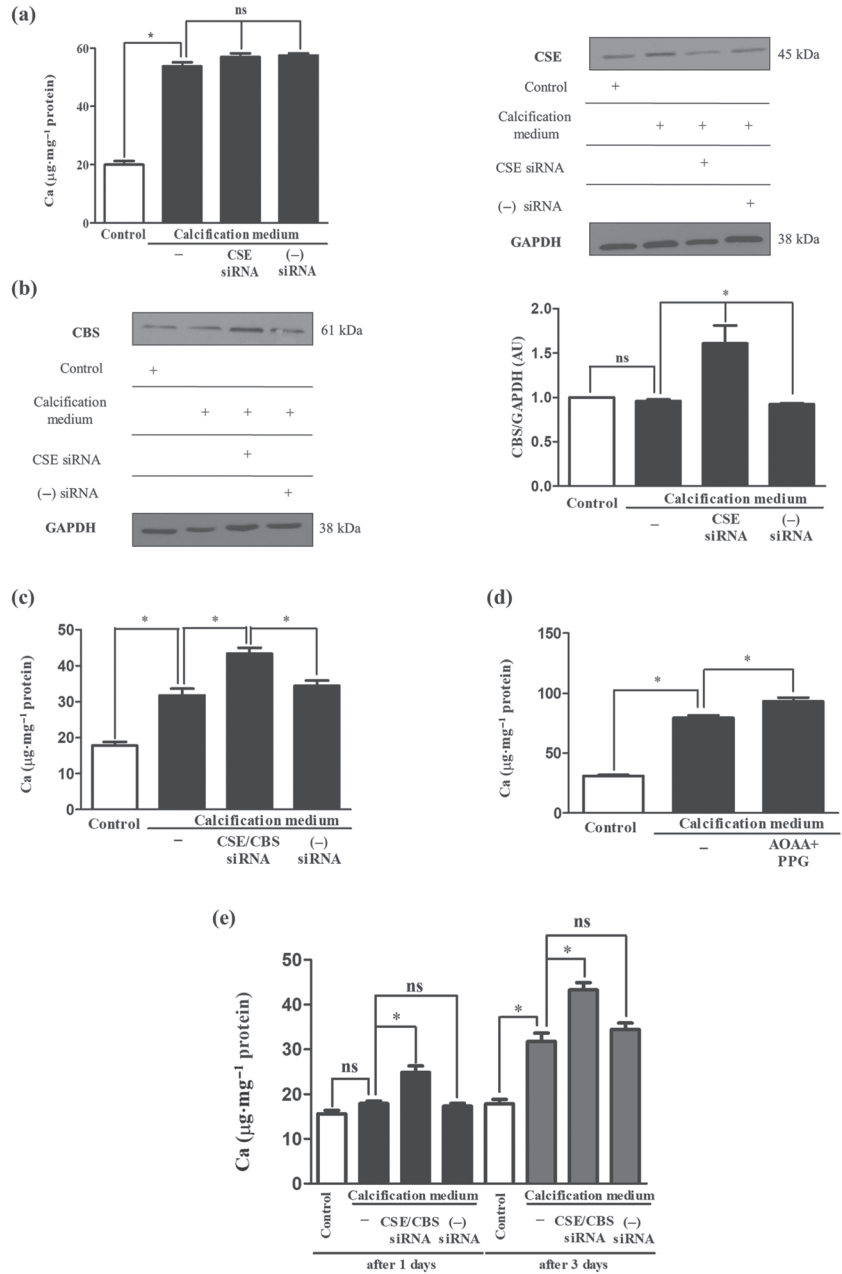 (a)
ns
*
60
40
20
0
Ca (µg·mg⁻¹ protein)
Control
Calcification medium
–
CSE
siRNA
(–)
siRNA
CSE
45 kDa
Control
+
Calcification
medium
+ + +
CSE siRNA
+
(–) siRNA
+
GAPDH
38 kDa
(b)
CBS
61 kDa
Control
+
Calcification
medium
+ + +
CSE siRNA
+
(–) siRNA
+
GAPDH
38 kDa
*
ns
2.0
1.5
1.0
0.5
0.0
CBS/GAPDH (AU)
Control
Calcification medium
–
CSE
siRNA
(–)
siRNA
(c)
* * *
50
40
30
20
10
0
Ca (µg·mg⁻¹ protein)
Control
Calcification medium
–
CSE/CBS
siRNA
(–)
siRNA
(d)
*
*
150
100
50
0
Ca (µg·mg⁻¹ protein)
Control
Calcification medium
–
AOAA+
PPG
(e)
ns
*
ns
ns
*
*
50
40
30
20
10
0
Ca (µg·mg⁻¹ protein)
Control
Calcification medium
–
CSE/CBS
siRNA
(–)
siRNA
after 1 days
Control
Calcification medium
–
CSE/CBS
siRNA
(–)
siRNA
after 3 days